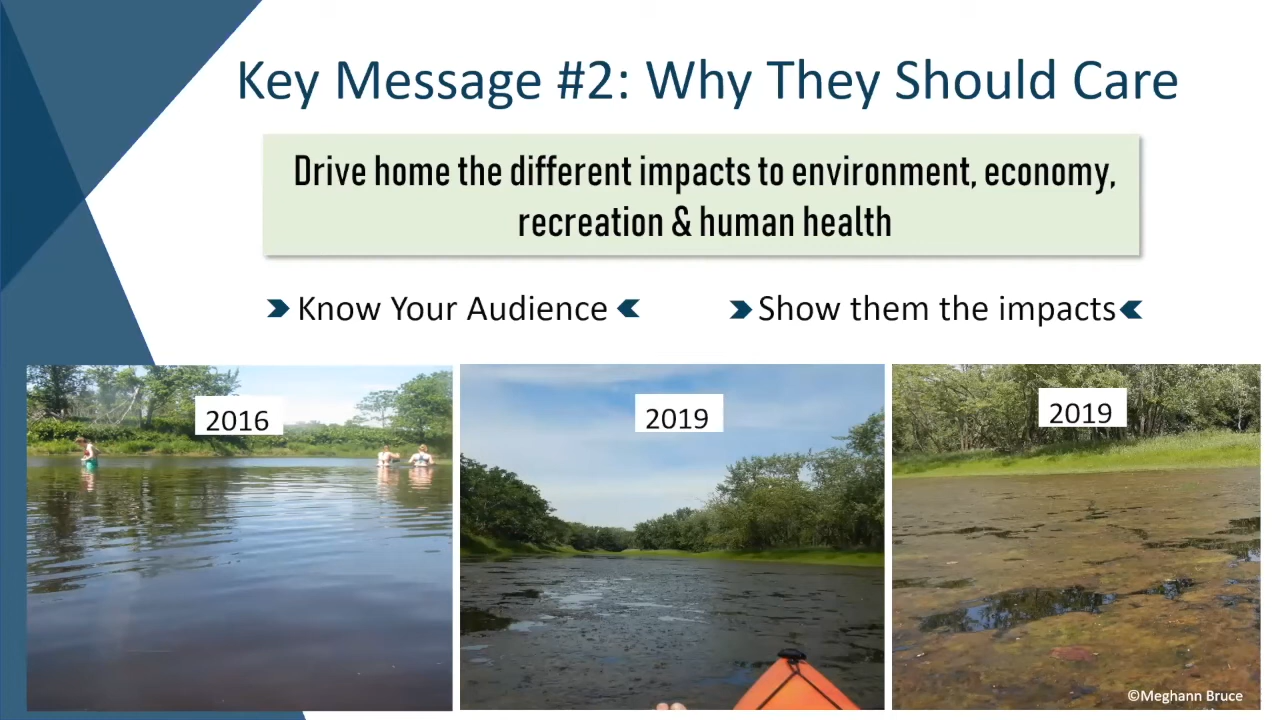 Key Message #2: Why They Should Care
Drive home the different impacts to environment, economy,
recreation & human health
Know Your Audience
Show them the impacts
2016
2019
2019
©Meghann Bruce